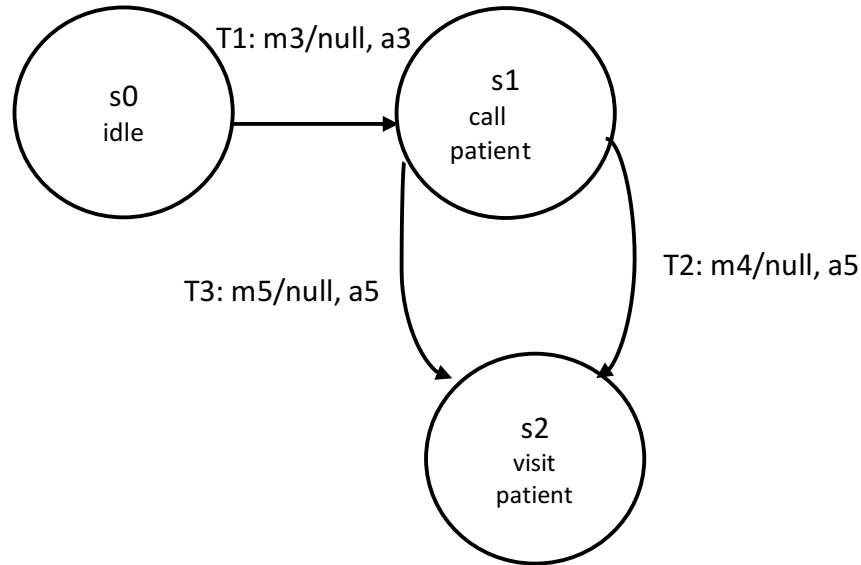 T1: m3/null, a3
s0
idle
s1
call
patient
T3: m5/null, a5
T2: m4/null, a5
s2
visit
patient